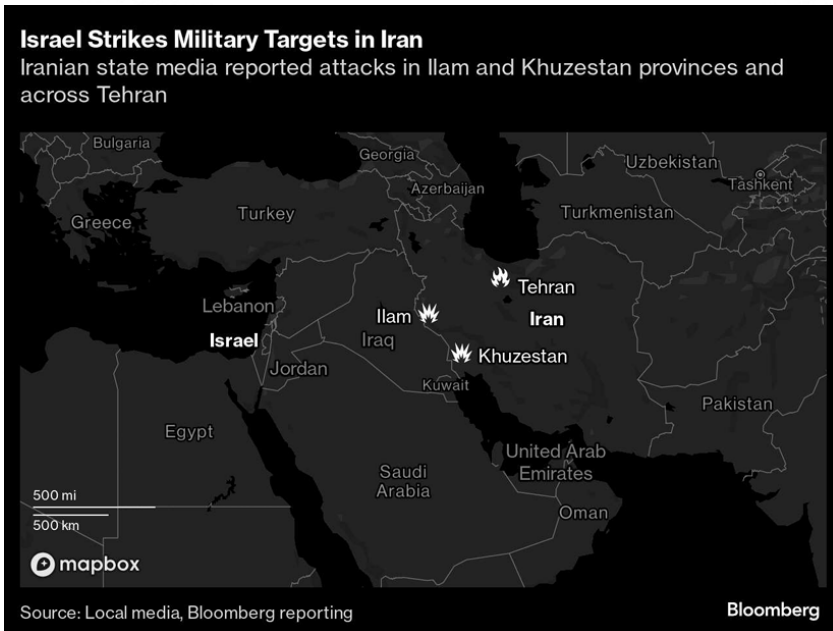 Israel Strikes Military Targets in Iran
Iranian state media reported attacks in Ilam and Khuzestan provinces and
across Tehran
Bulgaria
Georgia
Uzbekistan
Azerbaijan
Tashkent
Greece
Turkey
Turkmenistan
Tehran
Lebanon
Ilam
Iran
Israel
Iraq
Khuzestan
Jordan
Kuwait
Pakistan
Egypt
United Arab
Emirates
Saudi
Arabia
500 mi
Oman
500 km
mapbox
Source: Local media, Bloomberg reporting
Bloomberg